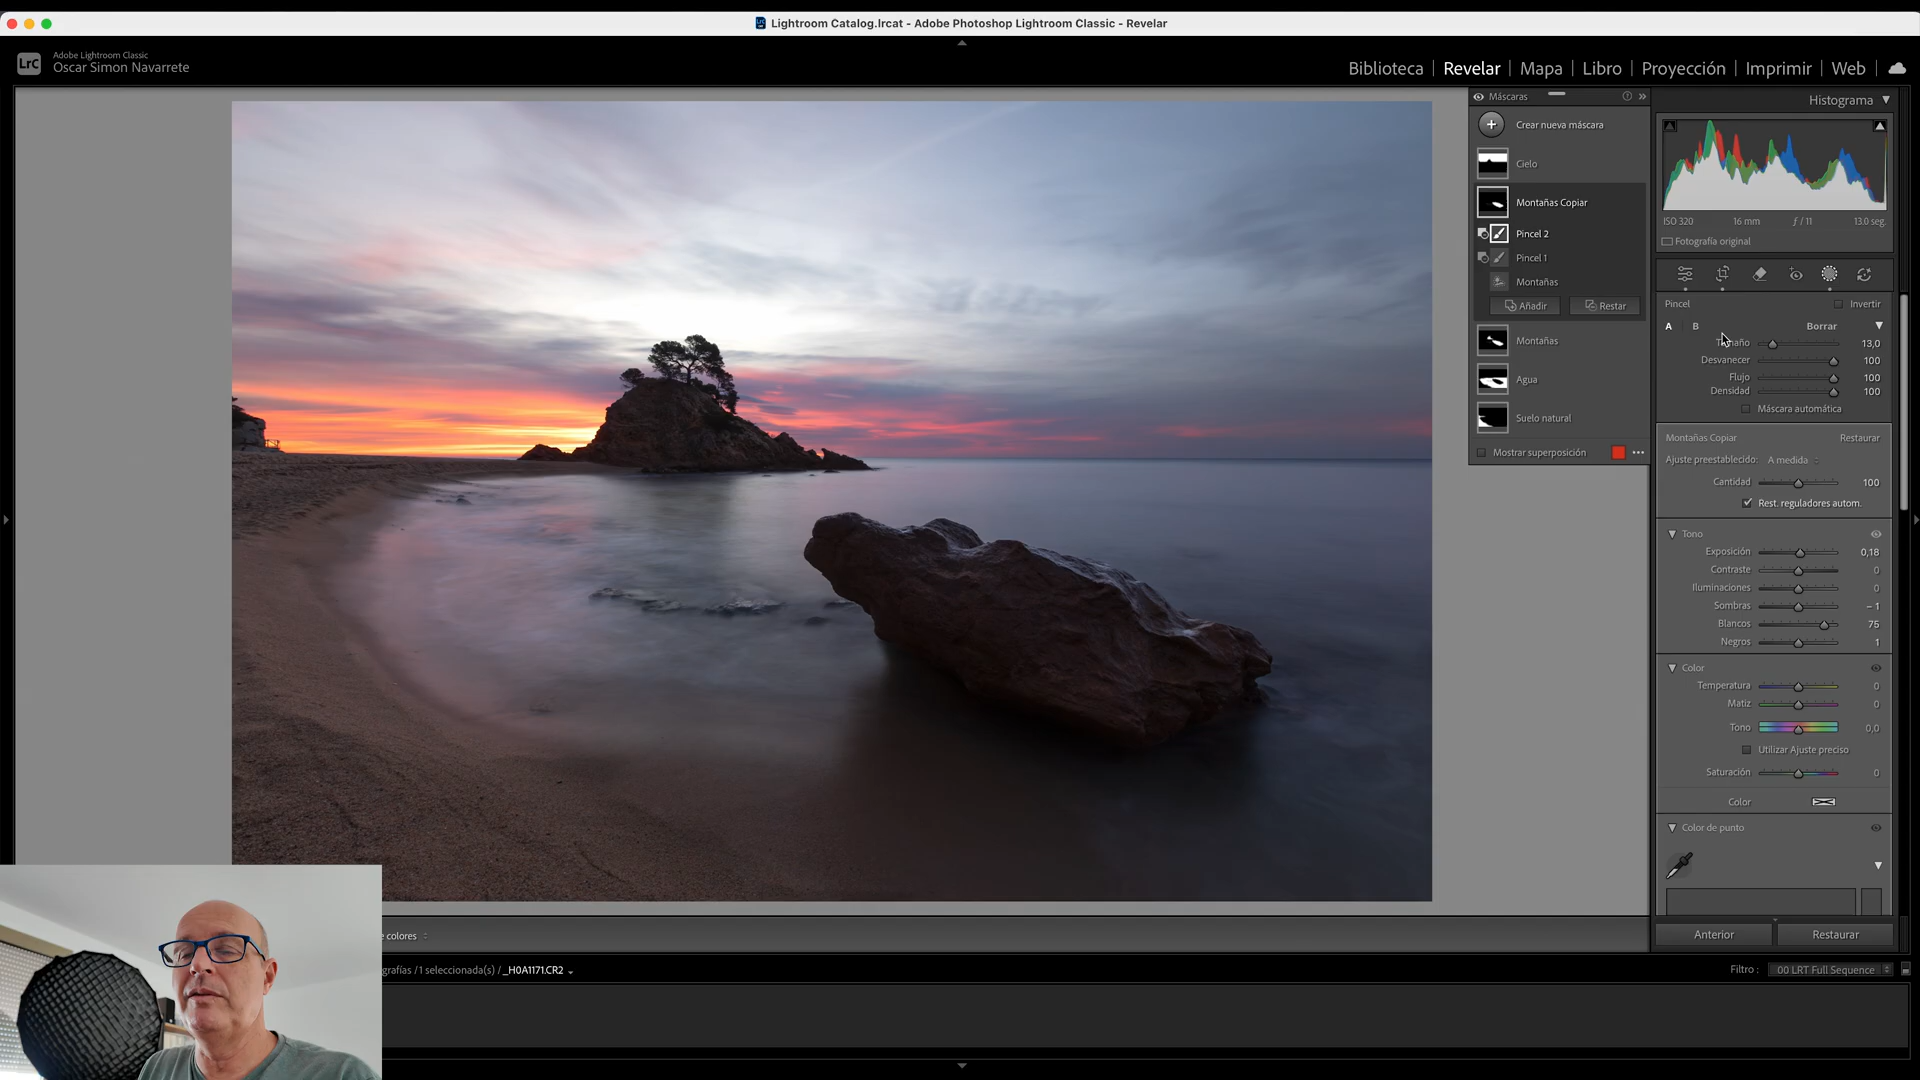 Lightroom Catalog.lrcat - Adobe Photoshop Lightroom Classic - Revelar
LrC
Adobe Lightroom Classic
Oscar Simon Navarrete
Biblioteca | Revelar | Mapa | Libro | Proyección | Imprimir | Web |
Máscaras
Crear nueva máscara
Cielo
Montañas Copiar
Pincel 2
Pincel 1
Montañas
Añadir
Restar
Montañas
Agua
Suelo natural
Mostrar superposición
Histograma
ISO 320 16 mm ƒ / 11 13.0 seg.
Fotografía original
Pincel Invertir
A B Borrar
Tamaño 13,0
Desvanecer 100
Flujo 100
Densidad 100
Máscara automática
Montañas Copiar Restaurar
Ajuste preestablecido: A medida
Cantidad 100
Rest. reguladores autom.
Tono
Exposición 0,18
Contraste 0
Iluminaciones 0
Sombras – 1
Blancos 75
Negros 1
Color
Temperatura 0
Matiz 0
Tono 0,0
Utilizar Ajuste preciso
Saturación 0
Color
Color de punto
Anterior Restaurar
e colores
grafías / 1 seleccionada(s) / _H0A1171.CR2
Filtro : 00 LRT Full Sequence